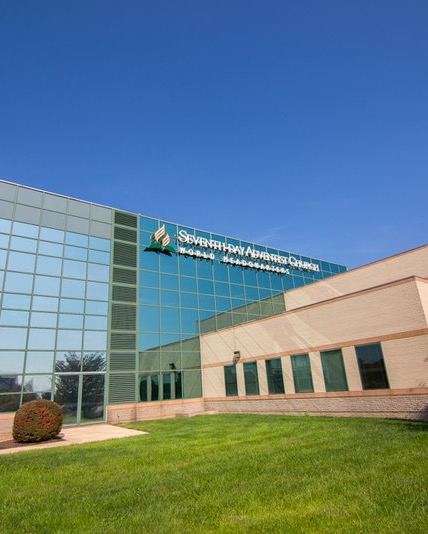 SEVENTH-DAY ADVENTIST CHURCH
WORLD HEADQUARTERS